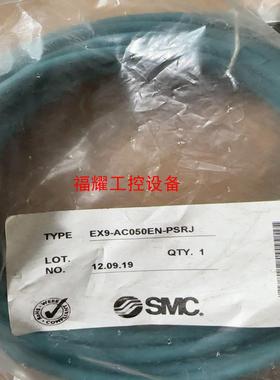 福耀工控设备
TYPE EX9-AC050EN-PSRJ
LOT. NO. 12.09.19 QTY. 1
SMC